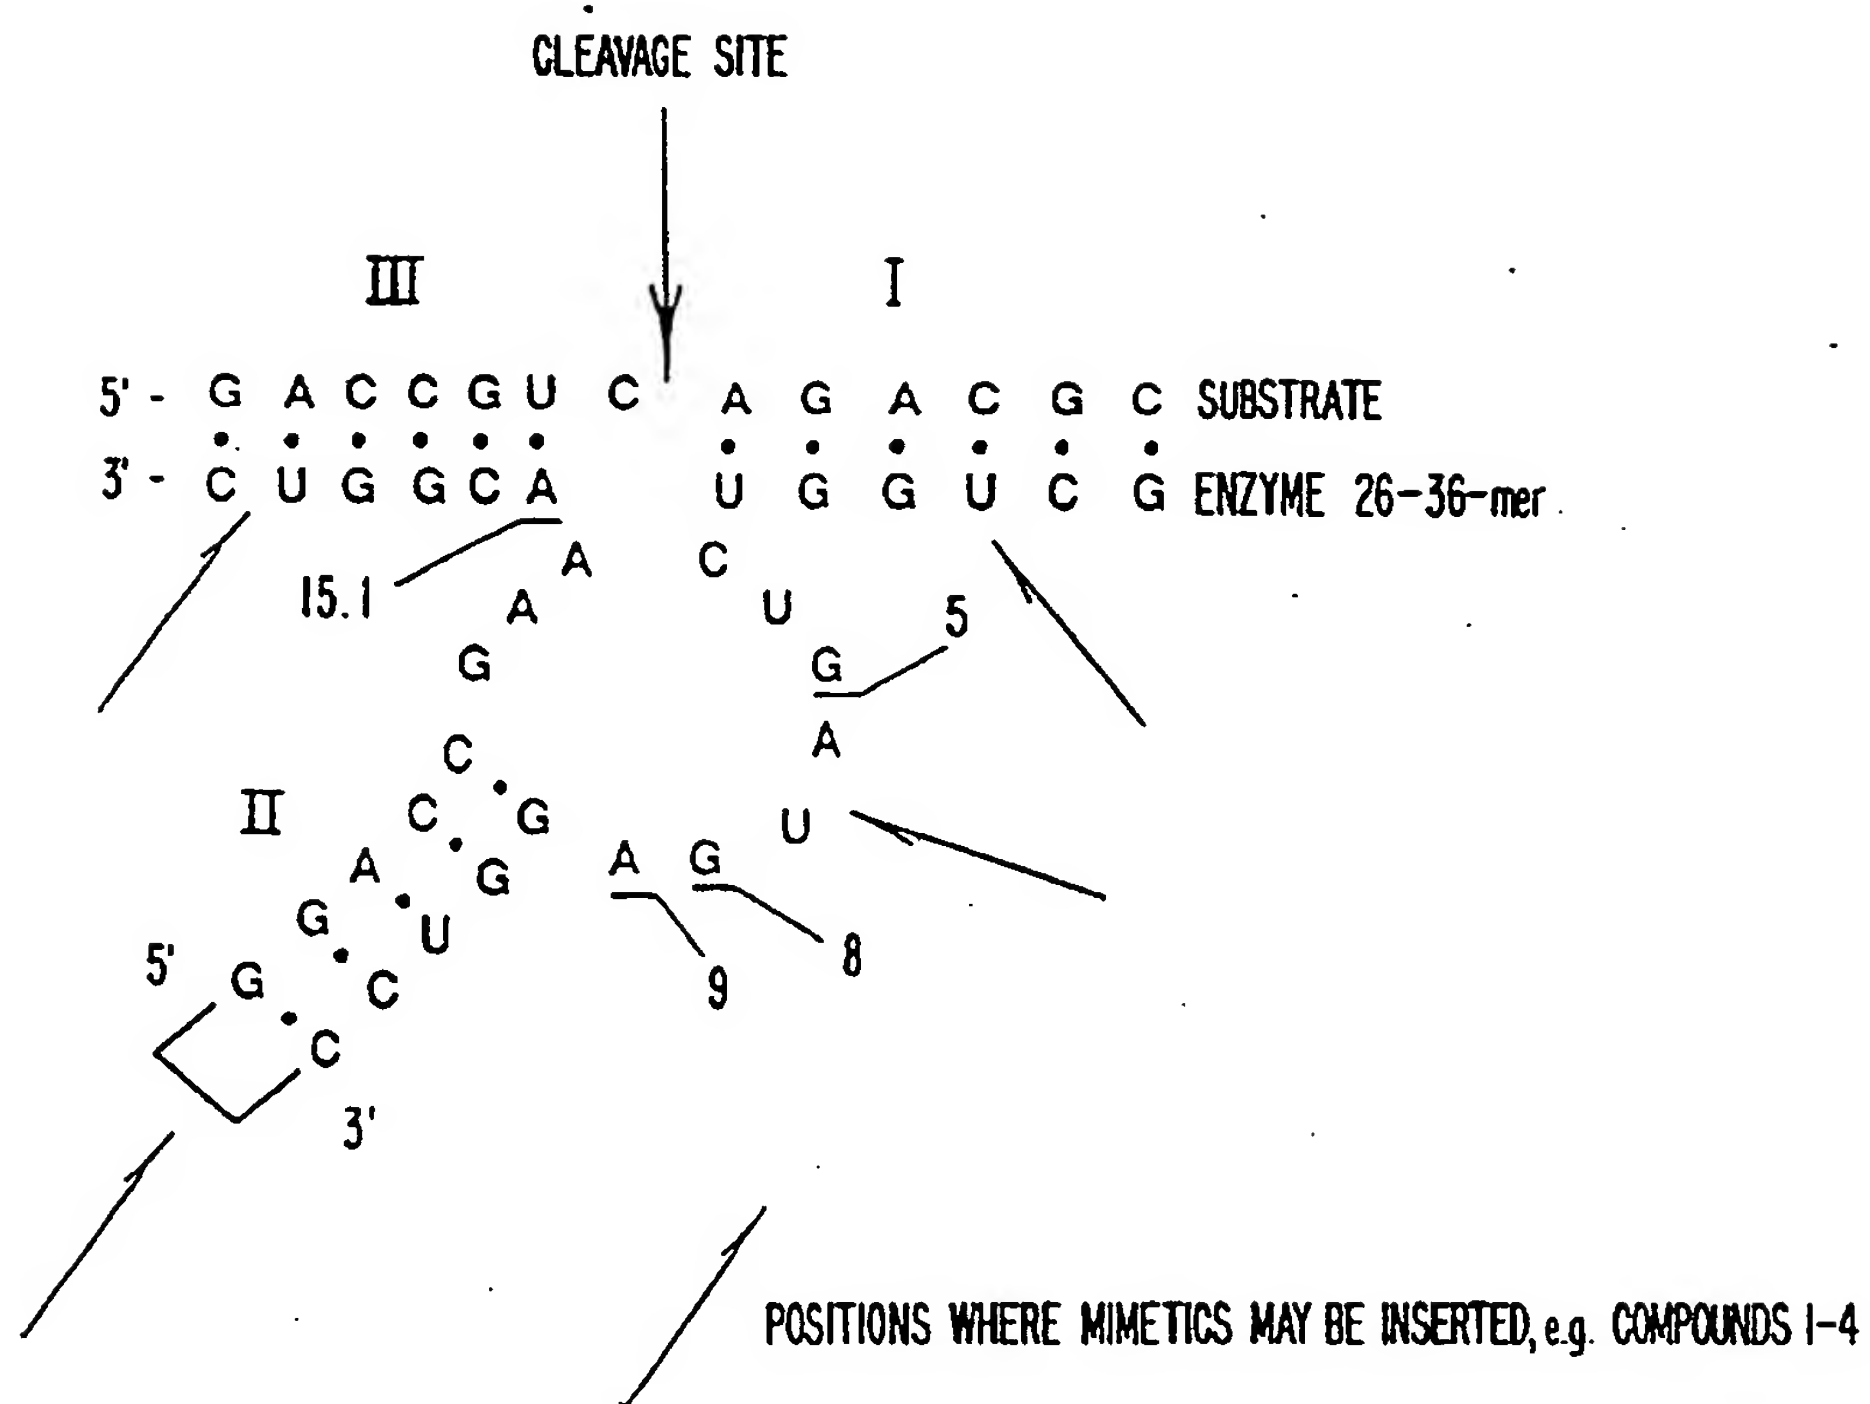 CLEAVAGE SITE
III I
5' - G A C C G U C A G A C G C SUBSTRATE
3' - C U G G C A U G G U C G ENZYME 26-36-mer
15.1 A C
A U 5
G G
A
C
II C G U
A G A G
G U 9 8
5' G C
C
3'
POSITIONS WHERE MIMETICS MAY BE INSERTED, e.g. COMPOUNDS 1-4